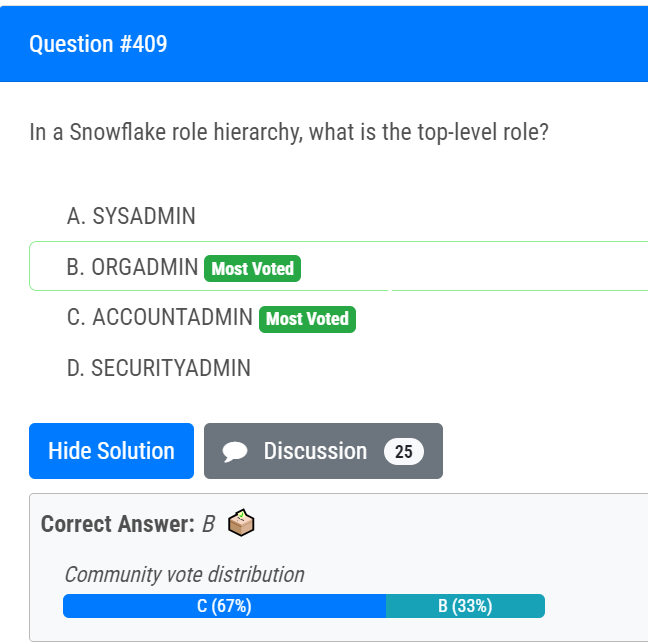 Question #409
In a Snowflake role hierarchy, what is the top-level role?
A. SYSADMIN
B. ORGADMIN Most Voted
C. ACCOUNTADMIN Most Voted
D. SECURITYADMIN
Hide Solution Discussion 25
Correct Answer: B
Community vote distribution
C (67%) B (33%)